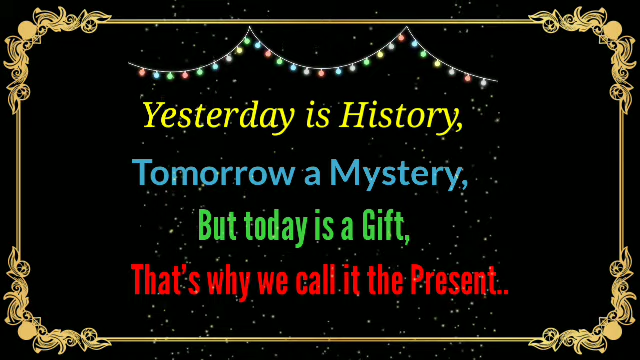 Yesterday is History,
Tomorrow a Mystery,
But today is a Gift,
That's why we call it the Present..